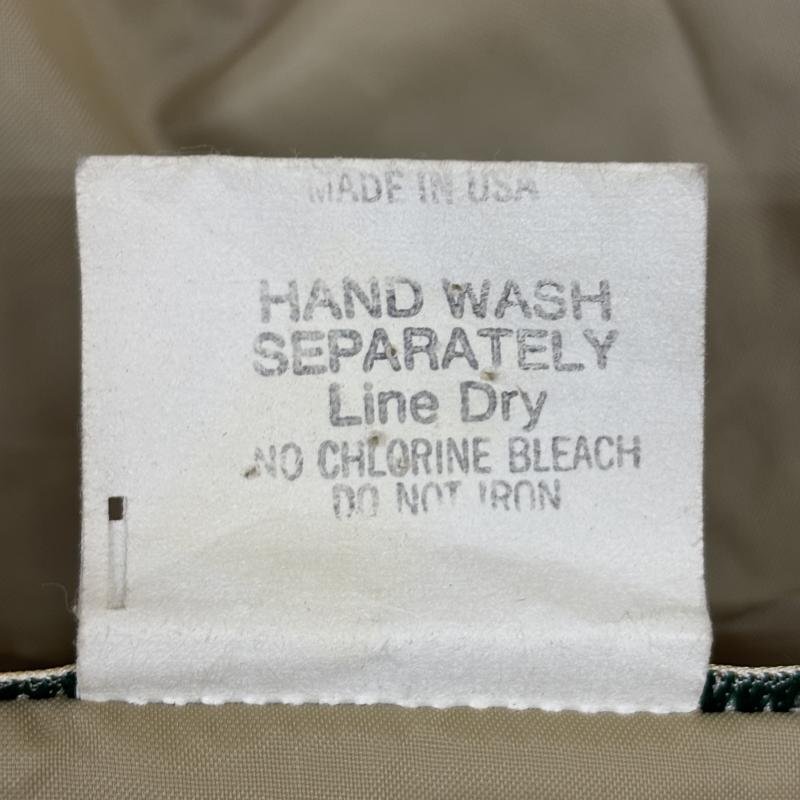 MADE IN USA
HAND WASH
SEPARATELY
Line Dry
NO CHLORINE BLEACH
DO NOT IRON